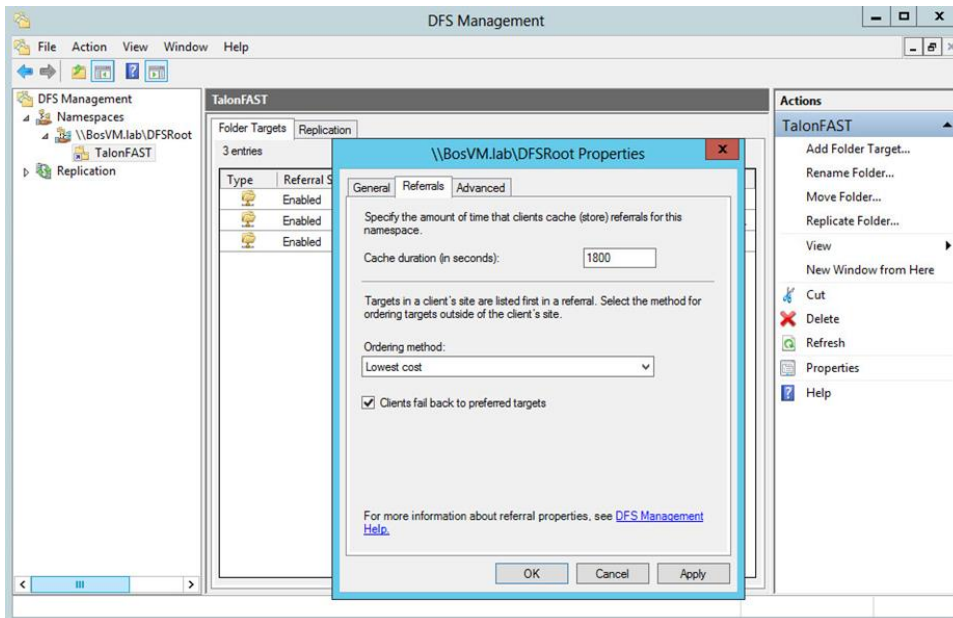 DFS Management
File Action View Window Help
DFS Management
Namespaces
\\BosVM.lab\DFSRoot
TalonFAST
Replication
TalonFAST
Folder Targets Replication
3 entries
Type Referral S
Enabled
Enabled
Enabled
\\BosVM.lab\DFSRoot Properties
General Referrals Advanced
Specify the amount of time that clients cache (store) referrals for this
namespace.
Cache duration (in seconds): 1800
Targets in a client's site are listed first in a referral. Select the method for
ordering targets outside of the client's site.
Ordering method:
Lowest cost
Clients fail back to preferred targets
For more information about referral properties, see DFS Management
Help.
OK Cancel Apply
Actions
TalonFAST
Add Folder Target...
Rename Folder...
Move Folder...
Replicate Folder...
View
New Window from Here
Cut
Delete
Refresh
Properties
Help